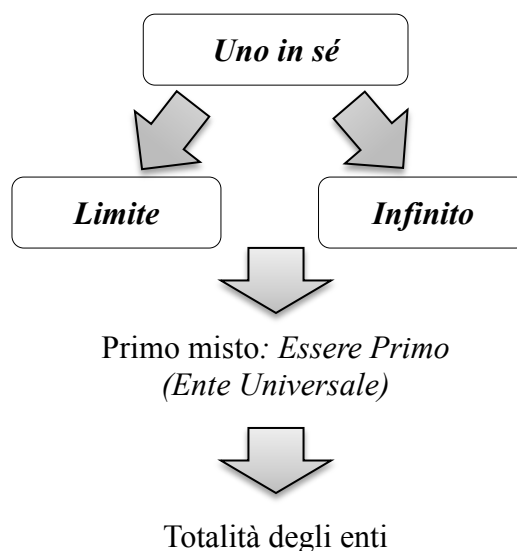 Uno in sé
Limite
Infinito
Primo misto: Essere Primo
(Ente Universale)
Totalità degli enti